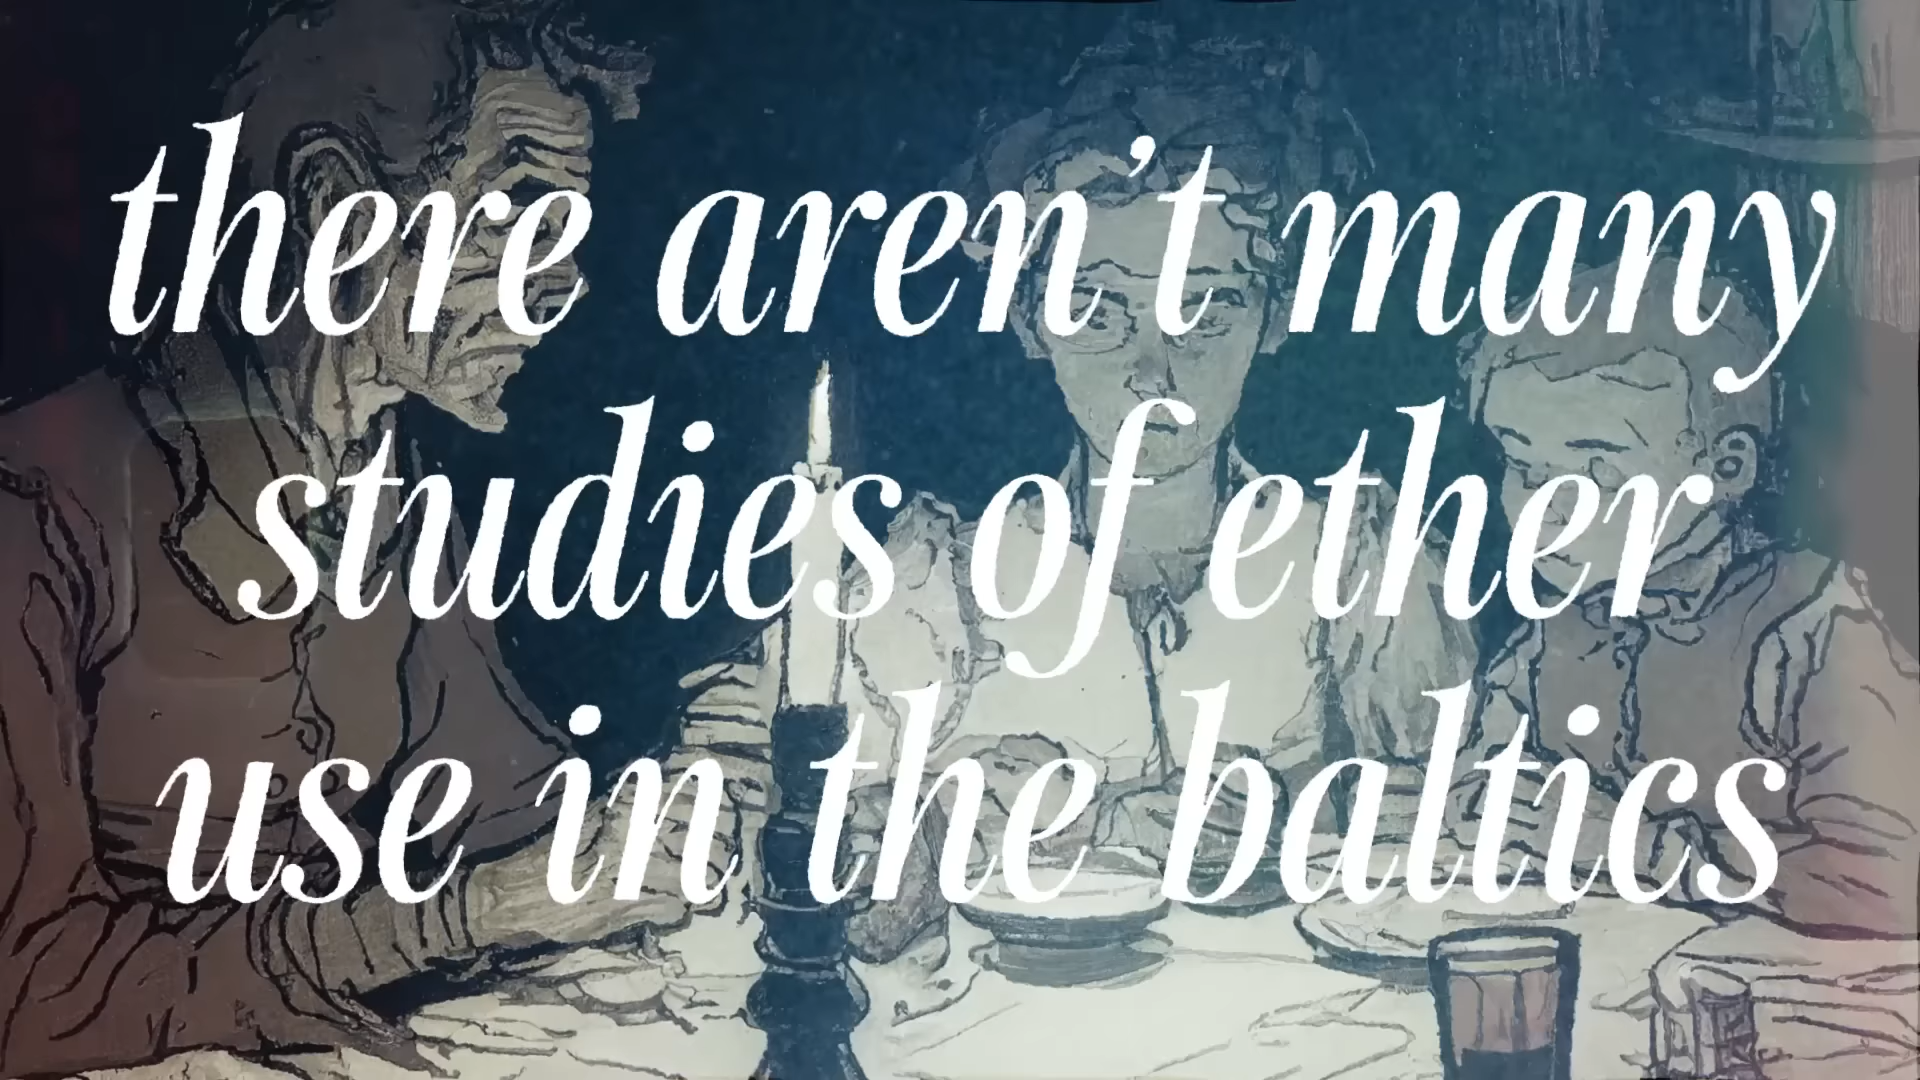 there aren't many
studies of ether
use in the baltics